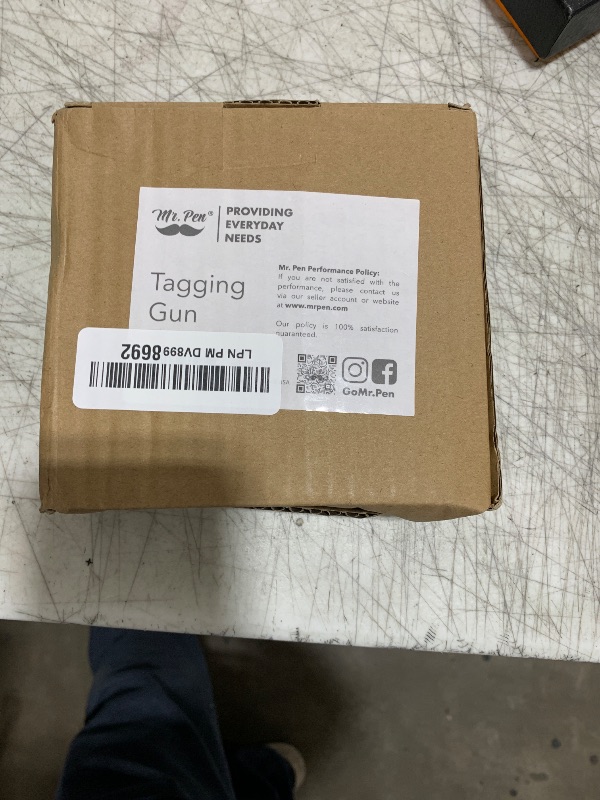 Mr. Pen®
PROVIDING
EVERYDAY
NEEDS
Tagging
Gun
Mr. Pen Performance Policy:
If you are not satisfied with the
performance, please contact us
via our seller account or website
at www.mrpen.com
Our policy is 100% satisfaction
guaranteed.
USA
GoMr.Pen
LPN PM DV8998692